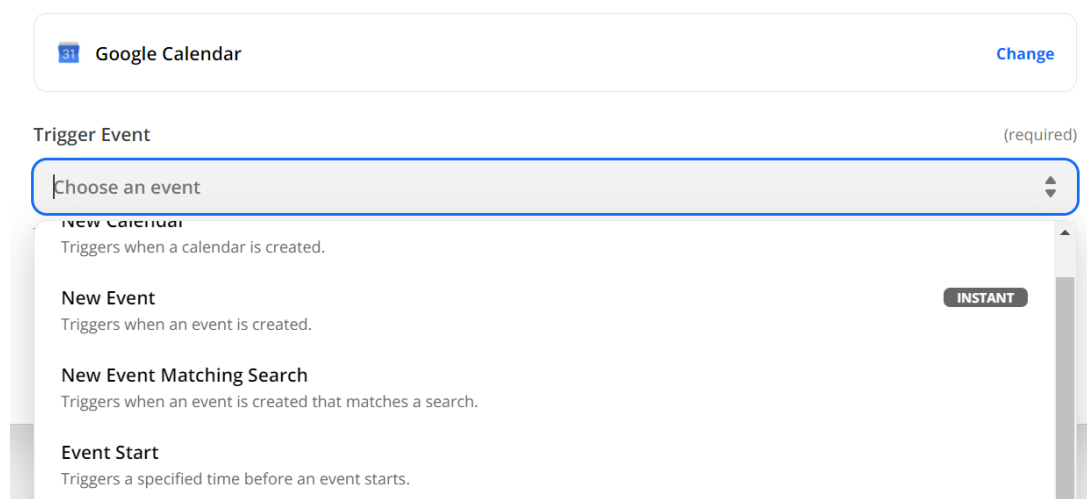 31 Google Calendar Change
Trigger Event (required)
Choose an event
New Calendar
Triggers when a calendar is created.
New Event INSTANT
Triggers when an event is created.
New Event Matching Search
Triggers when an event is created that matches a search.
Event Start
Triggers a specified time before an event starts.